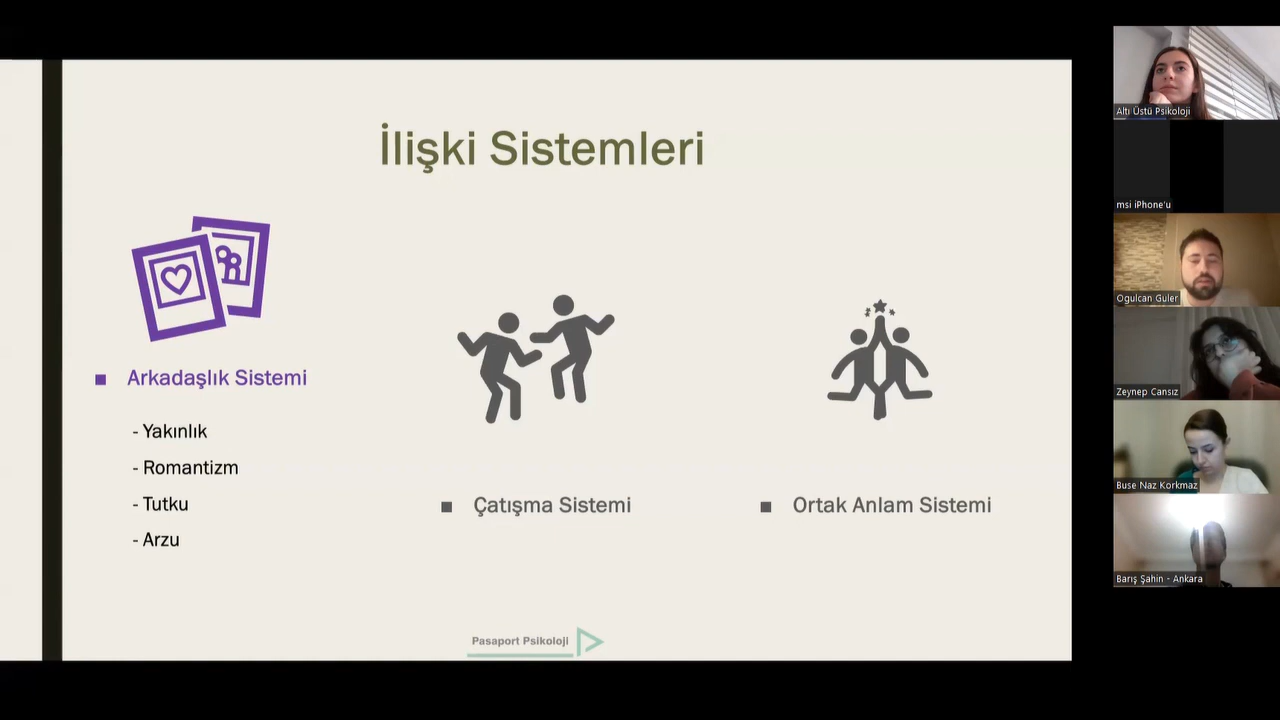 İlişki Sistemleri
Arkadaşlık Sistemi
- Yakınlık
- Romantizm
- Tutku
- Arzu
Çatışma Sistemi
Ortak Anlam Sistemi
Pasaport Psikoloji
Altı Üstü Psikoloji
msi iPhone'u
Ogulcan Guler
Zeynep Cansız
Buse Naz Korkmaz
Barış Şahin - Ankara